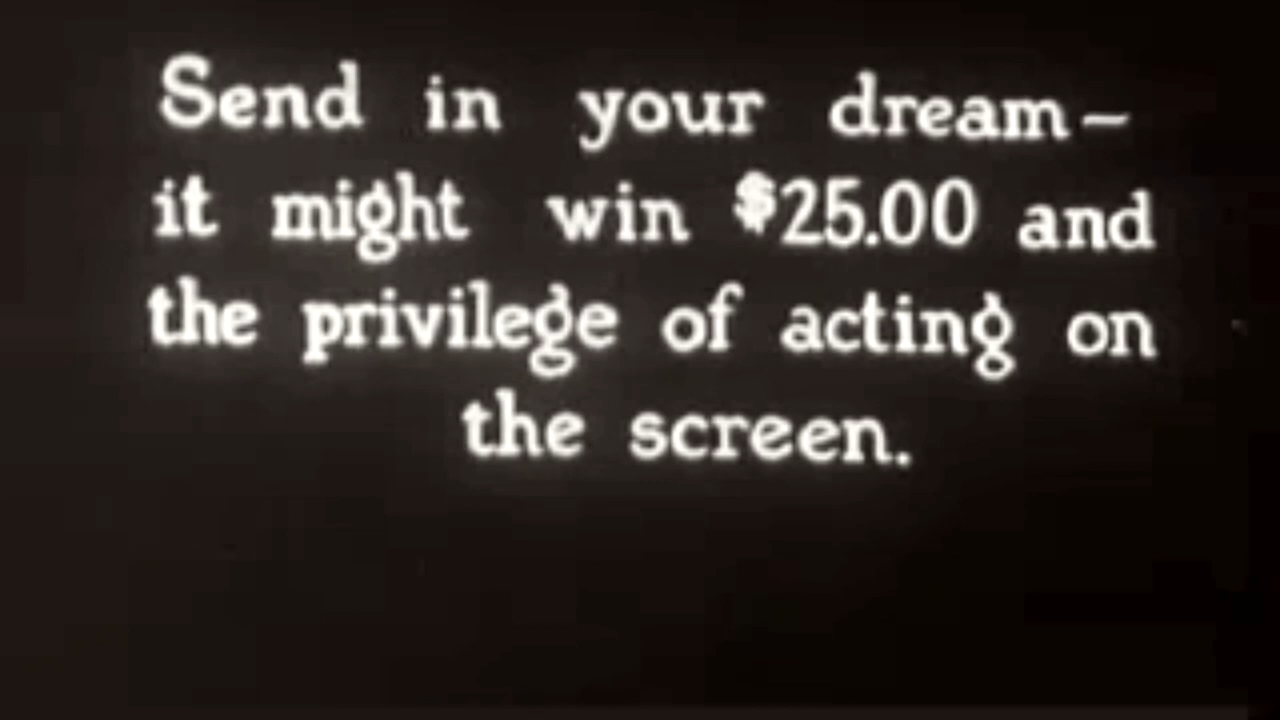 Send in your dream—
it might win $25.00 and
the privilege of acting on
the screen.